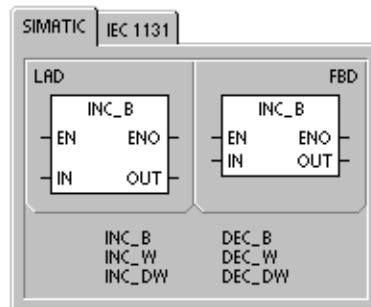 SIMATIC IEC 1131
LAD FBD
INC_B INC_B
EN ENO EN ENO
IN OUT IN OUT
INC_B DEC_B
INC_W DEC_W
INC_DW DEC_DW